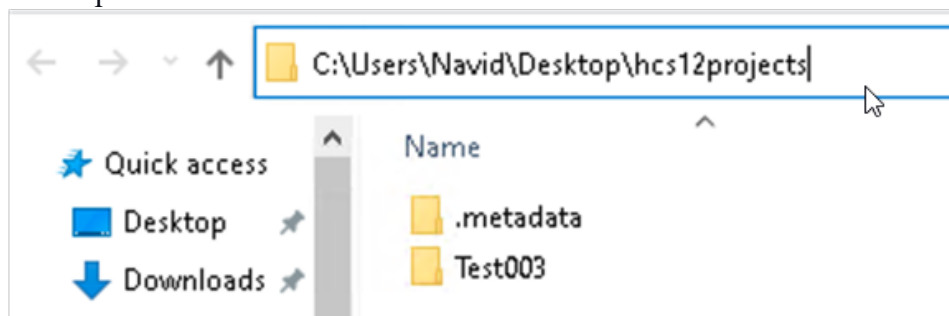 C:\Users\Navid\Desktop\hcs12projects
Quick access
Desktop
Downloads
Name
.metadata
Test003